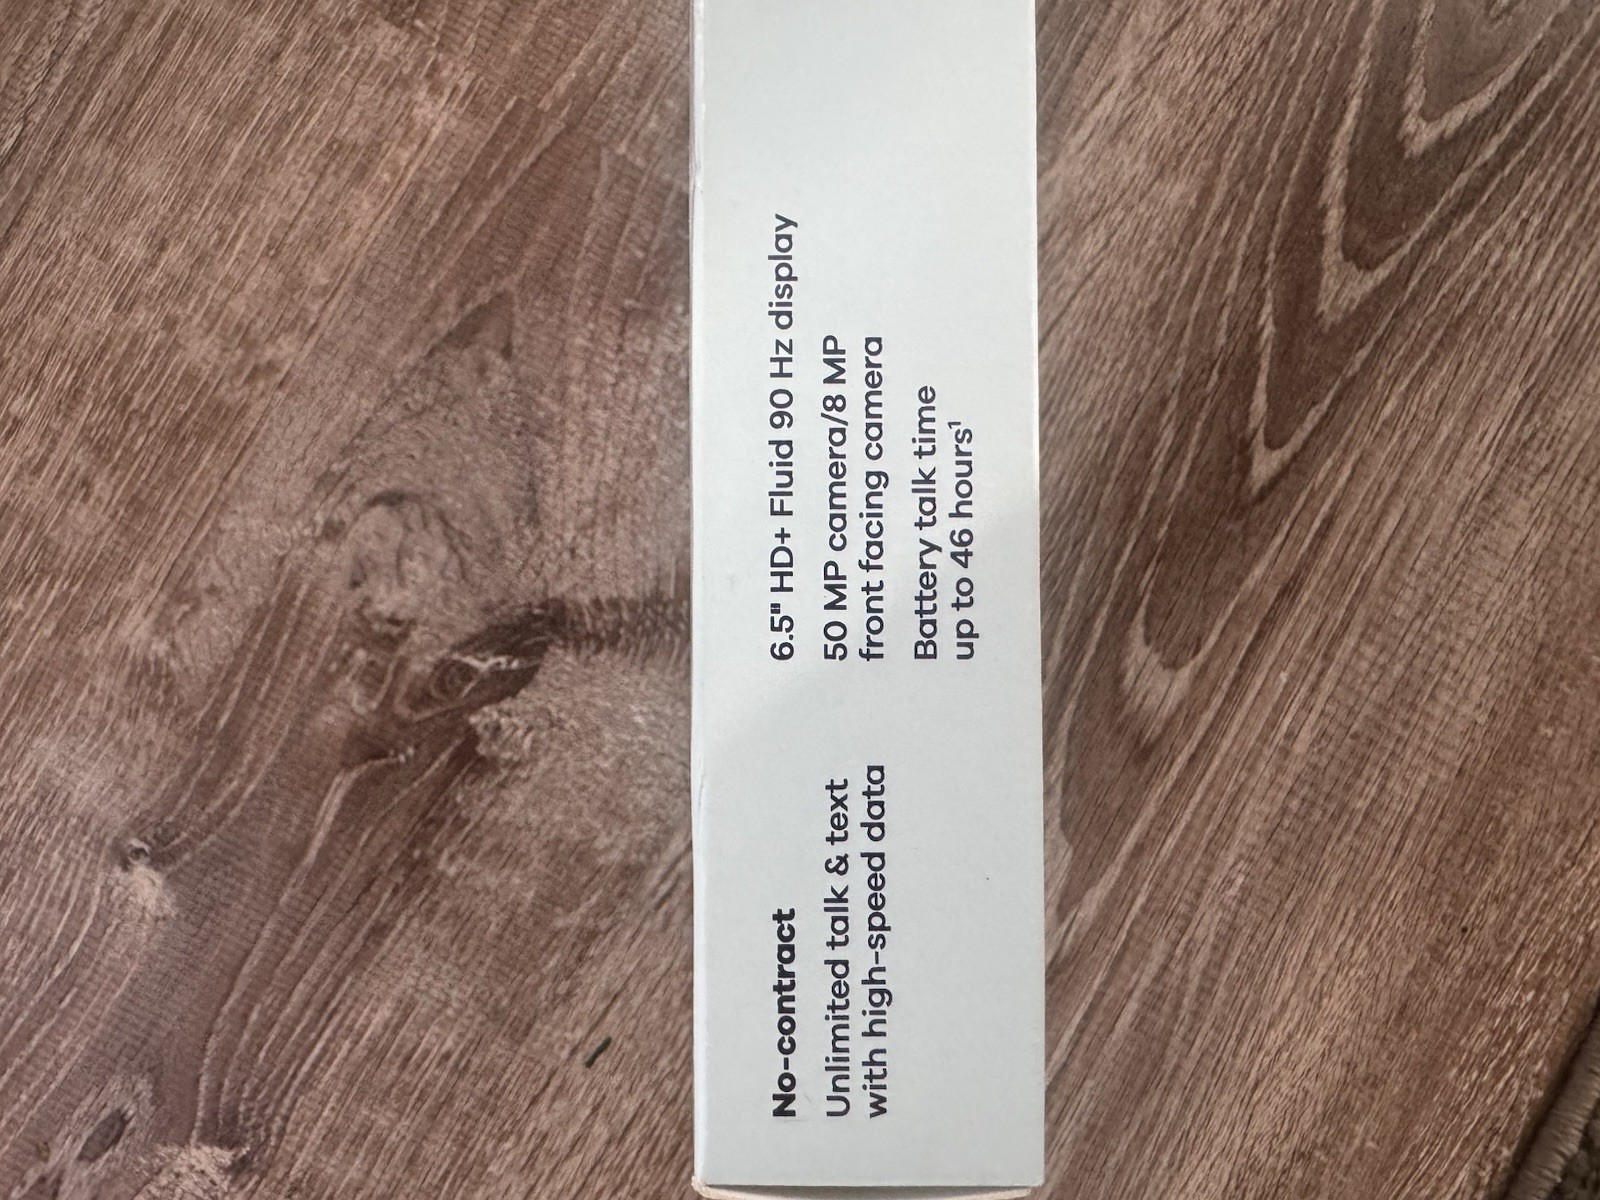 No-contract
Unlimited talk & text
with high-speed data
6.5" HD+ Fluid 90 Hz display
50 MP camera/8 MP
front facing camera
Battery talk time
up to 46 hours¹